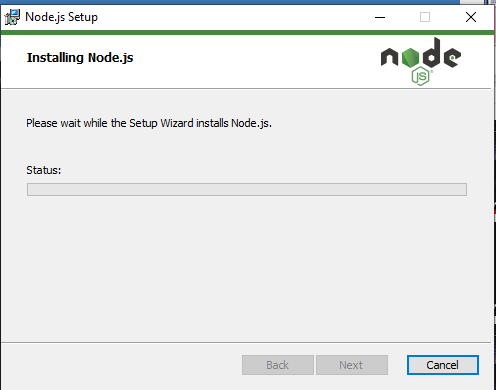 Node.js Setup
Installing Node.js
node
JS
Please wait while the Setup Wizard installs Node.js.
Status:
Back
Next
Cancel